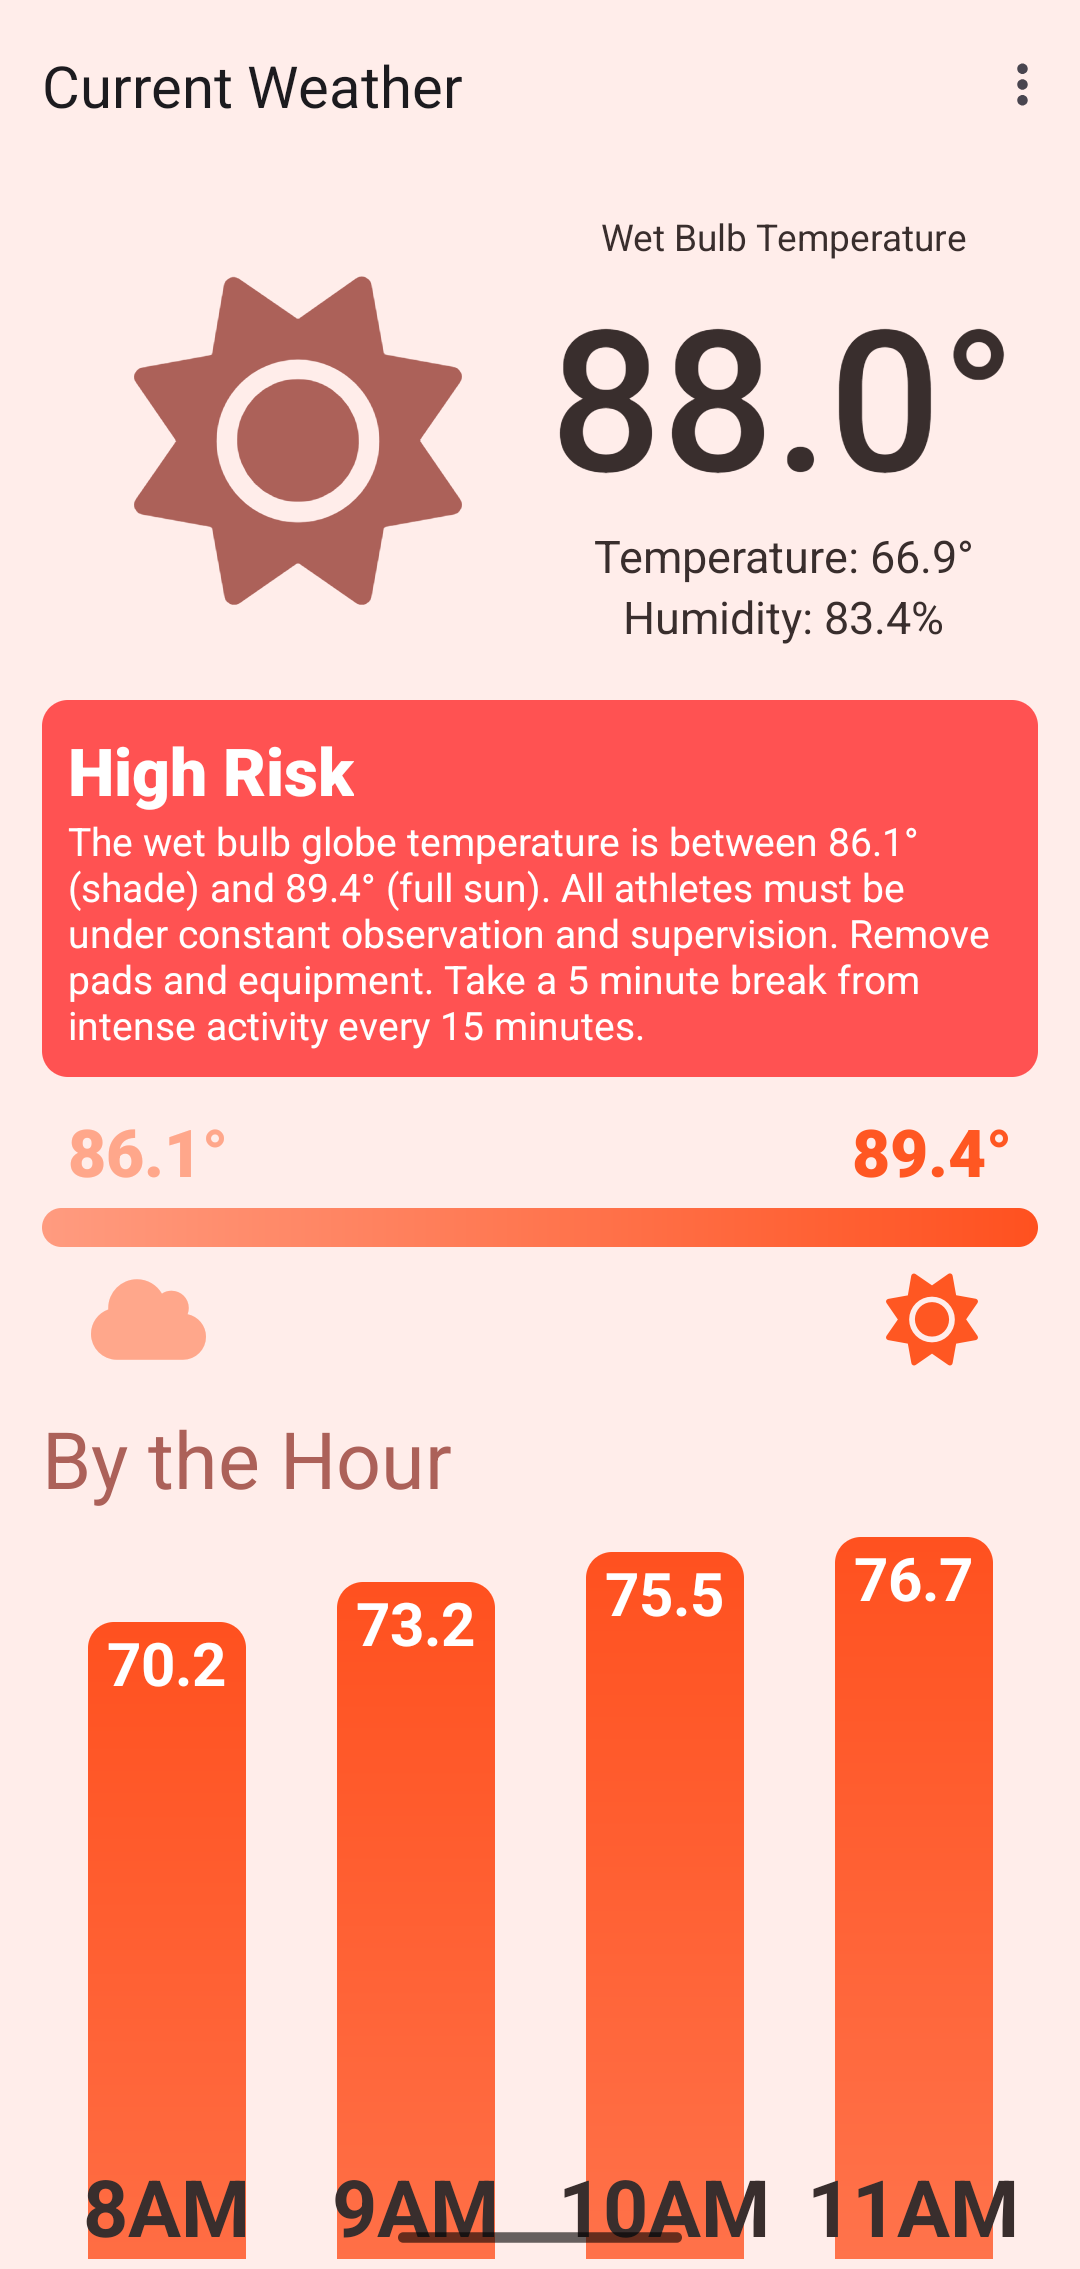 Current Weather
Wet Bulb Temperature
88.0°
Temperature: 66.9°
Humidity: 83.4%
High Risk
The wet bulb globe temperature is between 86.1°
(shade) and 89.4° (full sun). All athletes must be
under constant observation and supervision. Remove
pads and equipment. Take a 5 minute break from
intense activity every 15 minutes.
86.1° 89.4°
By the Hour
70.2 73.2 75.5 76.7
8AM 9AM 10AM 11AM